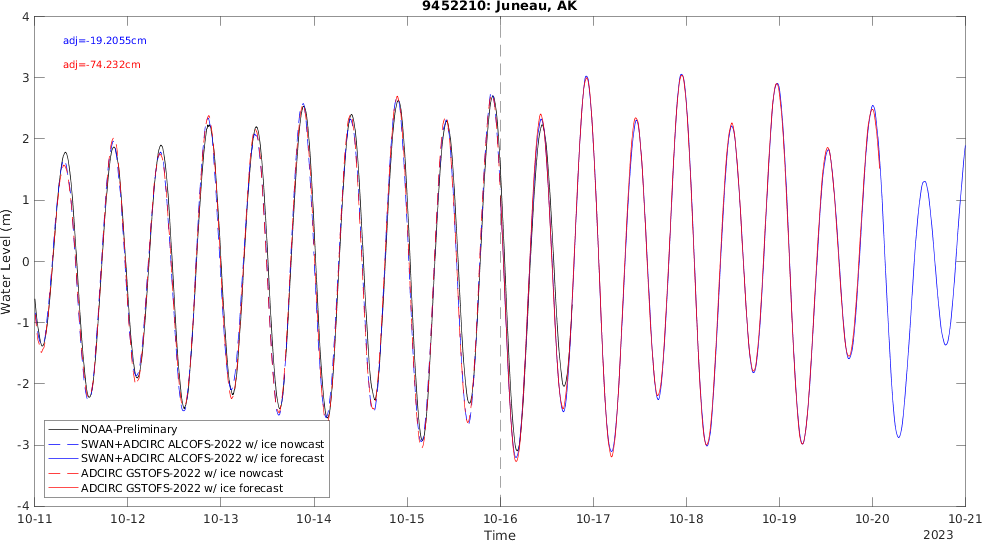 9452210: Juneau, AK
adj=-19.2055cm
adj=-74.232cm
Water Level (m)
4
3
2
1
0
-1
-2
-3
-4
NOAA-Preliminary
SWAN+ADCIRC ALCOFS-2022 w/ ice nowcast
SWAN+ADCIRC ALCOFS-2022 w/ ice forecast
ADCIRC GSTOFS-2022 w/ ice nowcast
ADCIRC GSTOFS-2022 w/ ice forecast
10-11 10-12 10-13 10-14 10-15 10-16 10-17 10-18 10-19 10-20 10-21
Time
2023